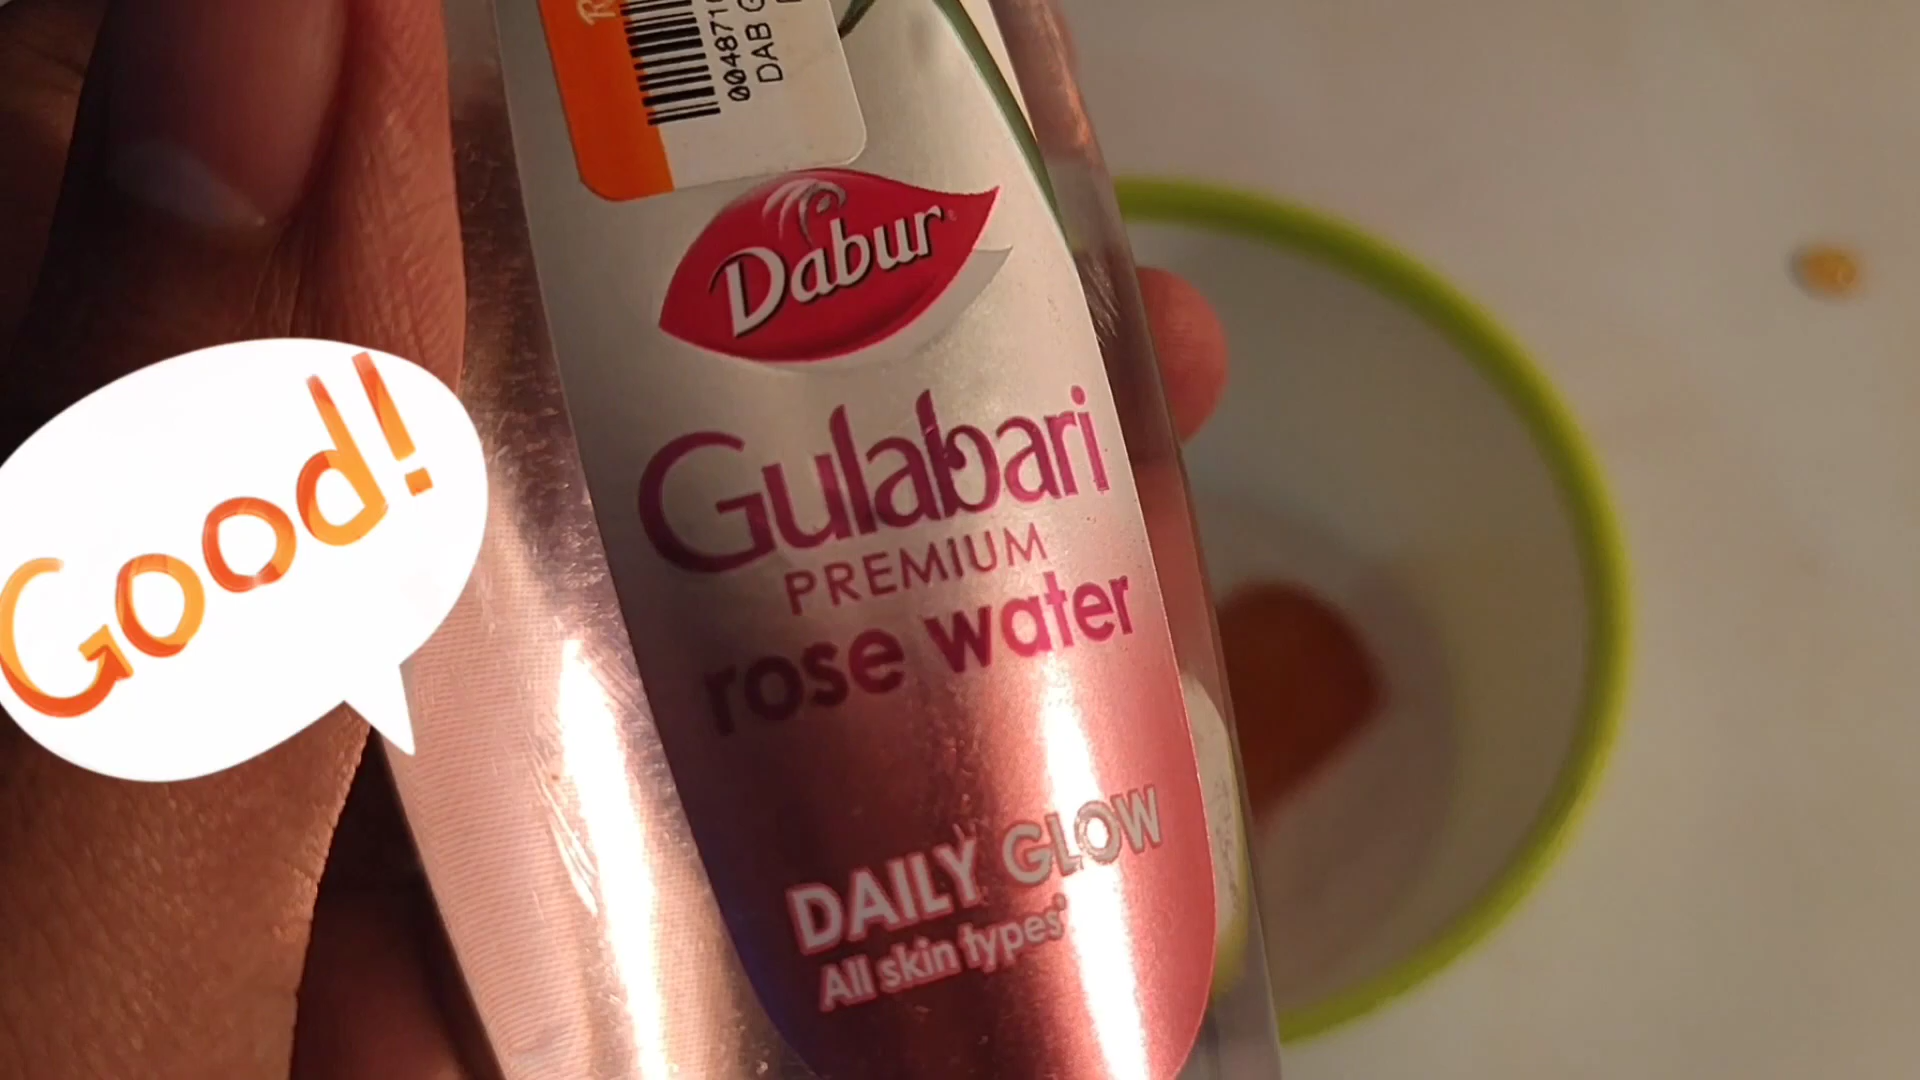 DAB G
Dabur
Gulabari
PREMIUM
rose water
DAILY GLOW
All skin types*
Good!